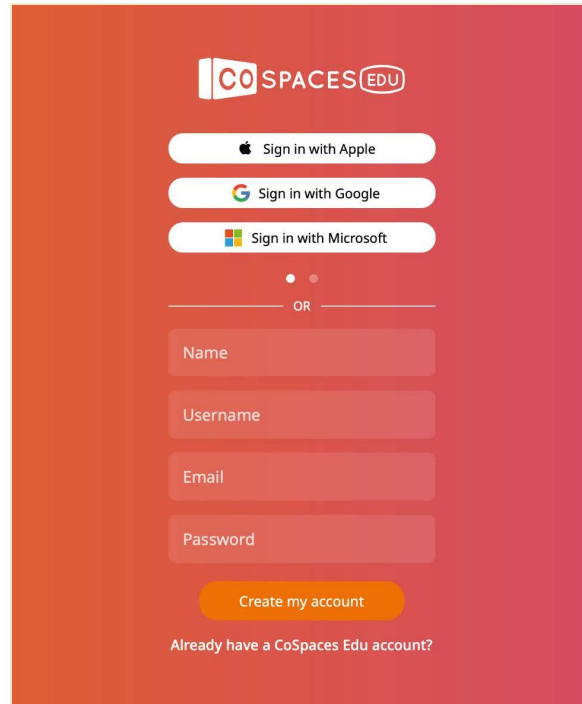 CO SPACES EDU
Sign in with Apple
Sign in with Google
Sign in with Microsoft
OR
Name
Username
Email
Password
Create my account
Already have a CoSpaces Edu account?